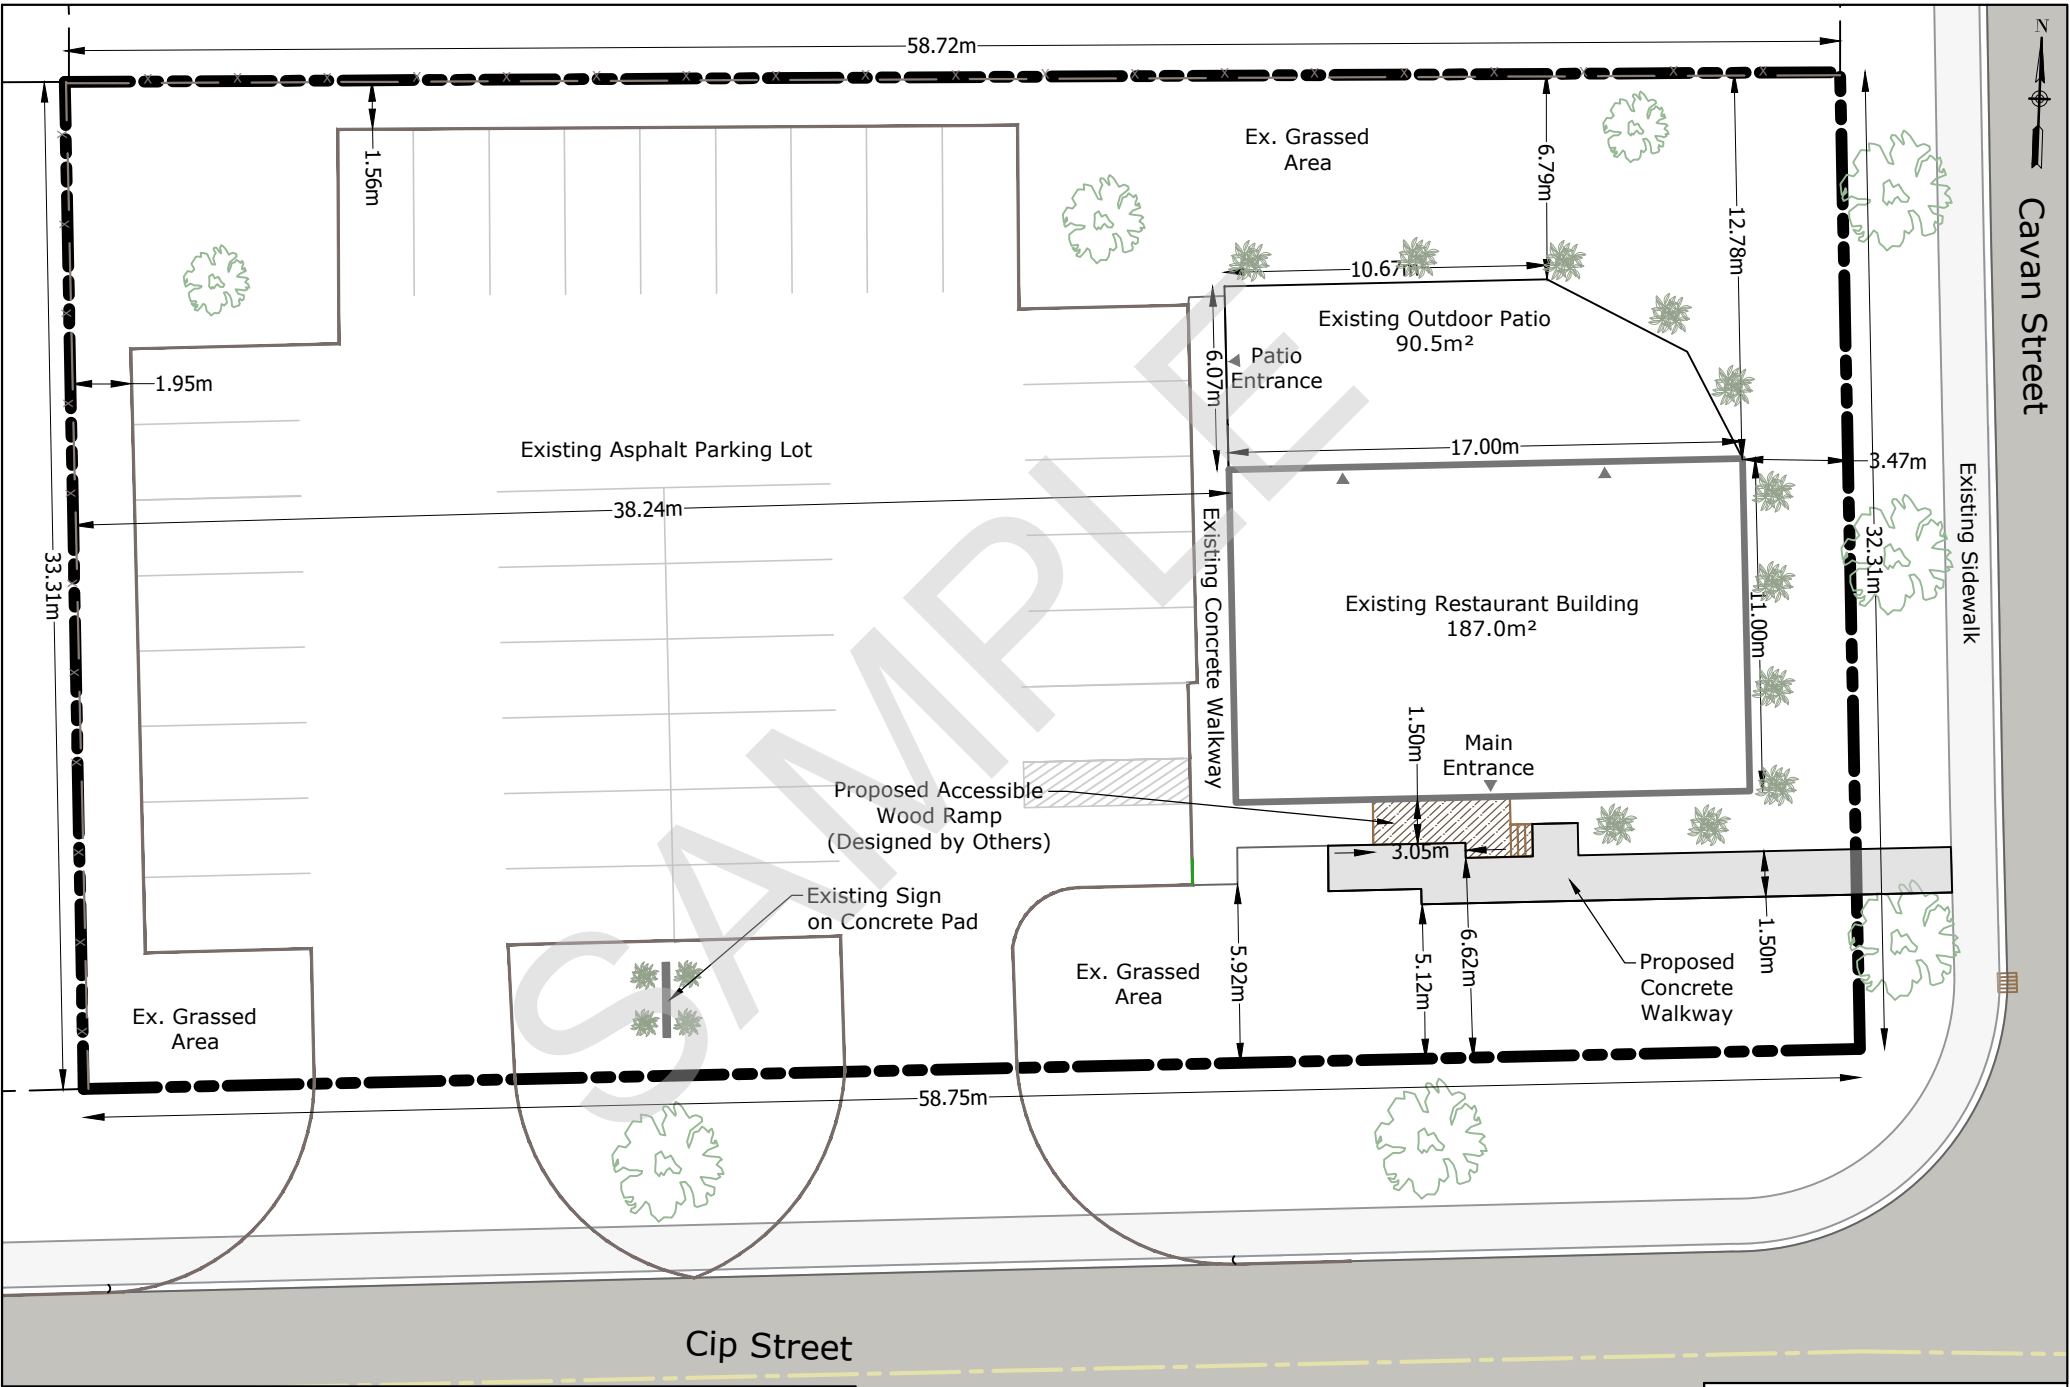 58.72m
N
1.56m
Ex. Grassed
Area
6.79m
12.78m
Cavan Street
10.67m
Existing Outdoor Patio
90.5m²
6.07m
Patio
Entrance
1.95m
Existing Asphalt Parking Lot
17.00m
3.47m
38.24m
Existing Concrete Walkway
Existing Sidewalk
33.31m
32.31m
Existing Restaurant Building
187.0m²
11.00m
1.50m
Main
Entrance
Proposed Accessible
Wood Ramp
(Designed by Others)
3.05m
Existing Sign
on Concrete Pad
5.92m
5.12m
6.62m
1.50m
Ex. Grassed
Area
Proposed
Concrete
Walkway
Ex. Grassed
Area
58.75m
Cip Street
SAMPLE